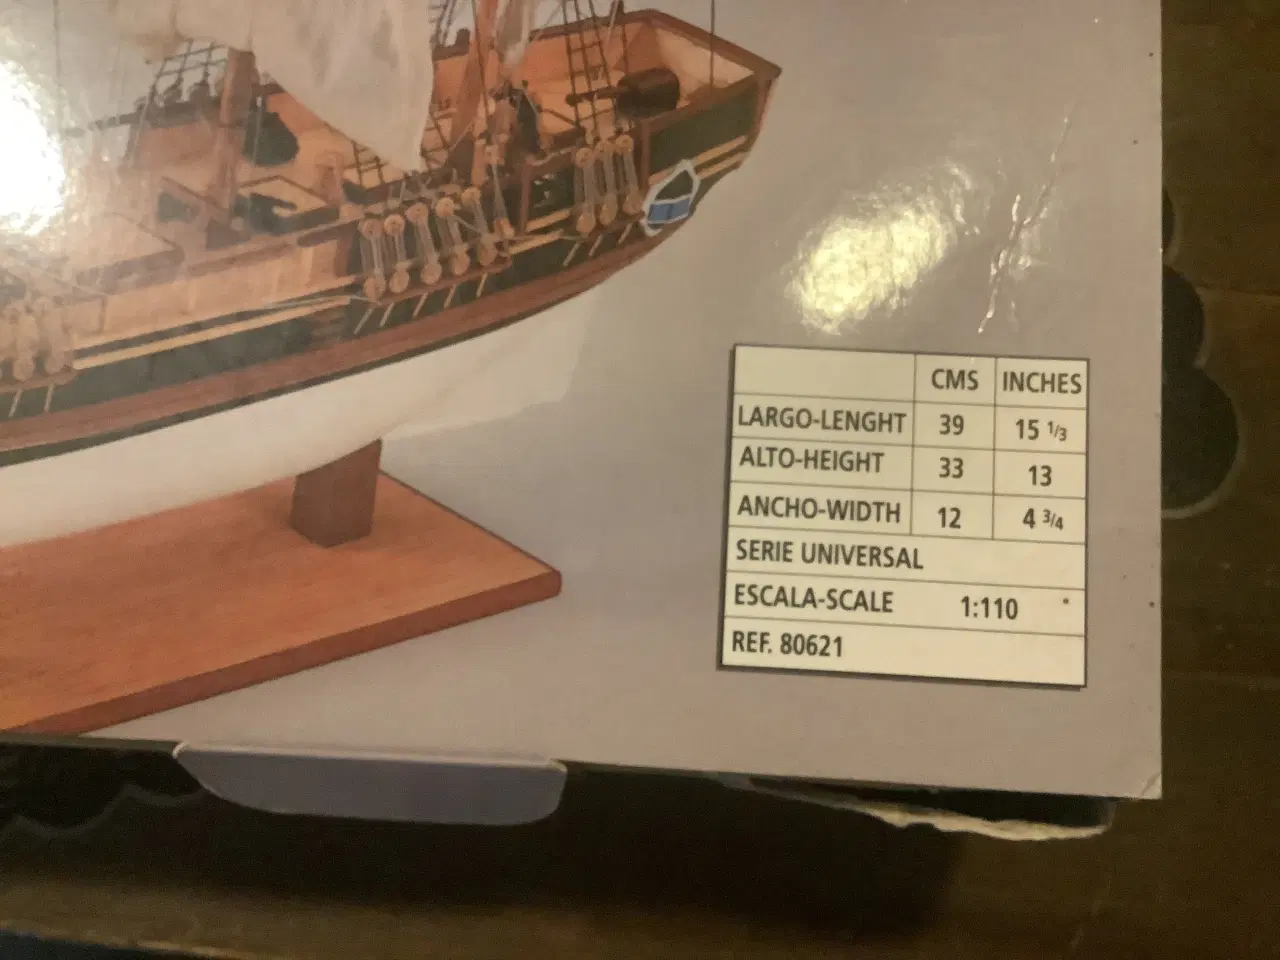 CMS INCHES
LARGO-LENGHT 39 15 1/3
ALTO-HEIGHT 33 13
ANCHO-WIDTH 12 4 3/4
SERIE UNIVERSAL
ESCALA-SCALE 1:110
REF. 80621